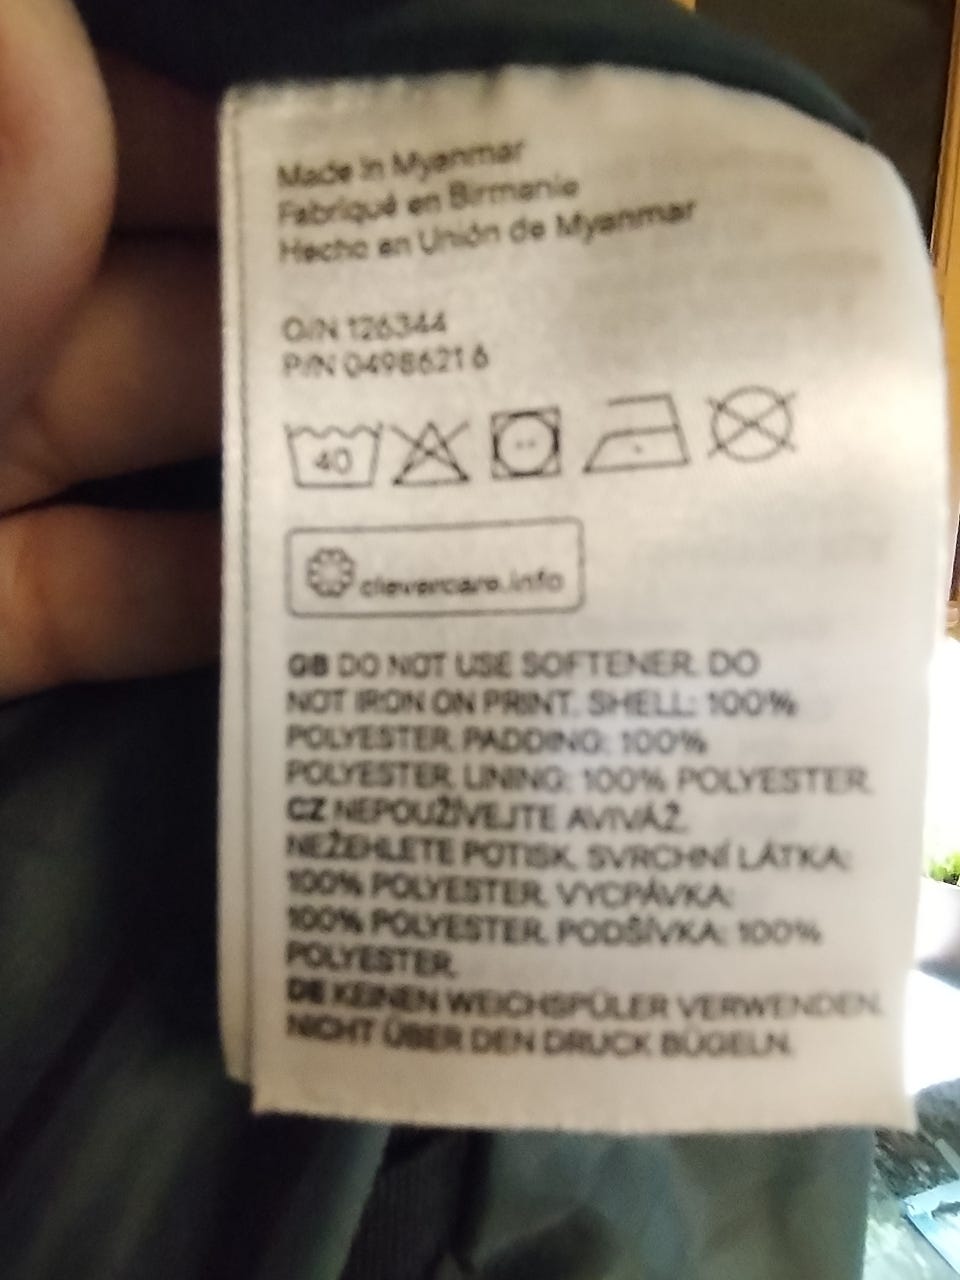 Made in Myanmar
Fabriqué en Birmanie
Hecho en Unión de Myanmar
O/N 126344
P/N 0498621 6
40
clevercare.info
GB DO NOT USE SOFTENER. DO
NOT IRON ON PRINT. SHELL: 100%
POLYESTER. PADDING: 100%
POLYESTER. LINING: 100% POLYESTER.
CZ NEPOUŽÍVEJTE AVIVÁŽ.
NEŽEHLETE POTISK. SVRCHNÍ LÁTKA:
100% POLYESTER. VYCPÁVKA:
100% POLYESTER. PODŠÍVKA: 100%
POLYESTER.
DE KEINEN WEICHSPÜLER VERWENDEN.
NICHT ÜBER DEN DRUCK BÜGELN.